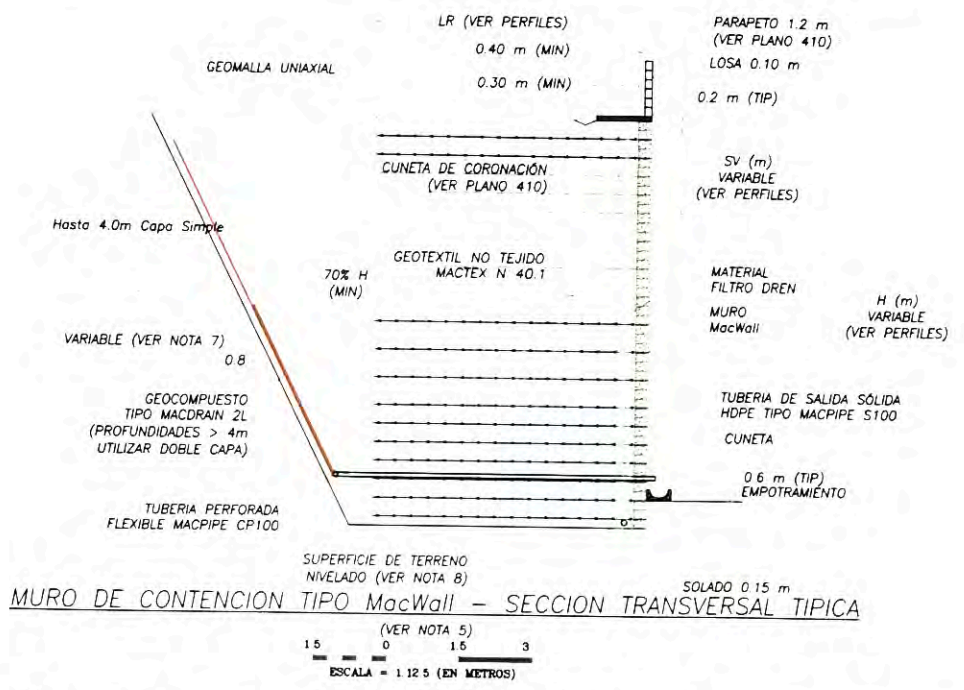 LR (VER PERFILES)
0.40 m (MIN)
0.30 m (MIN)
PARAPETO 1.2 m
(VER PLANO 410)
LOSA 0.10 m
0.2 m (TIP)
GEOMALLA UNIAXIAL
CUNETA DE CORONACIÓN
(VER PLANO 410)
SV (m)
VARIABLE
(VER PERFILES)
Hasta 4.0m Capa Simple
GEOTEXTIL NO TEJIDO
MACTEX N 40.1
70% H
(MIN)
MATERIAL
FILTRO DREN
MURO
MacWall
H (m)
VARIABLE
(VER PERFILES)
VARIABLE (VER NOTA 7)
0.8
GEOCOMPUESTO
TIPO MACDRAIN 2L
(PROFUNDIDADES > 4m
UTILIZAR DOBLE CAPA)
TUBERIA DE SALIDA SÓLIDA
HDPE TIPO MACPIPE S100
CUNETA
0.6 m (TIP)
EMPOTRAMIENTO
TUBERIA PERFORADA
FLEXIBLE MACPIPE CP100
SUPERFICIE DE TERRENO
NIVELADO (VER NOTA 8)
SOLADO 0.15 m
MURO DE CONTENCION TIPO MacWall – SECCION TRANSVERSAL TIPICA
(VER NOTA 5)
1 5 0 1.5 3
ESCALA = 1.12 5 (EN METROS)